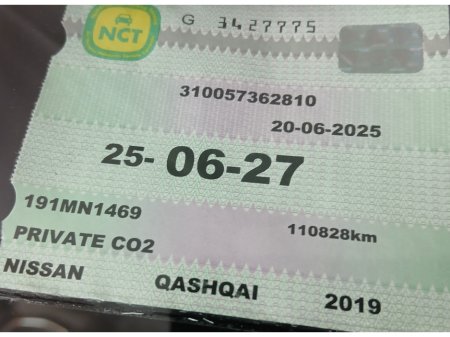 NCT
G 3427775
310057362810
20-06-2025
25- 06-27
191MN1469
110828km
PRIVATE CO2
NISSAN QASHQAI 2019